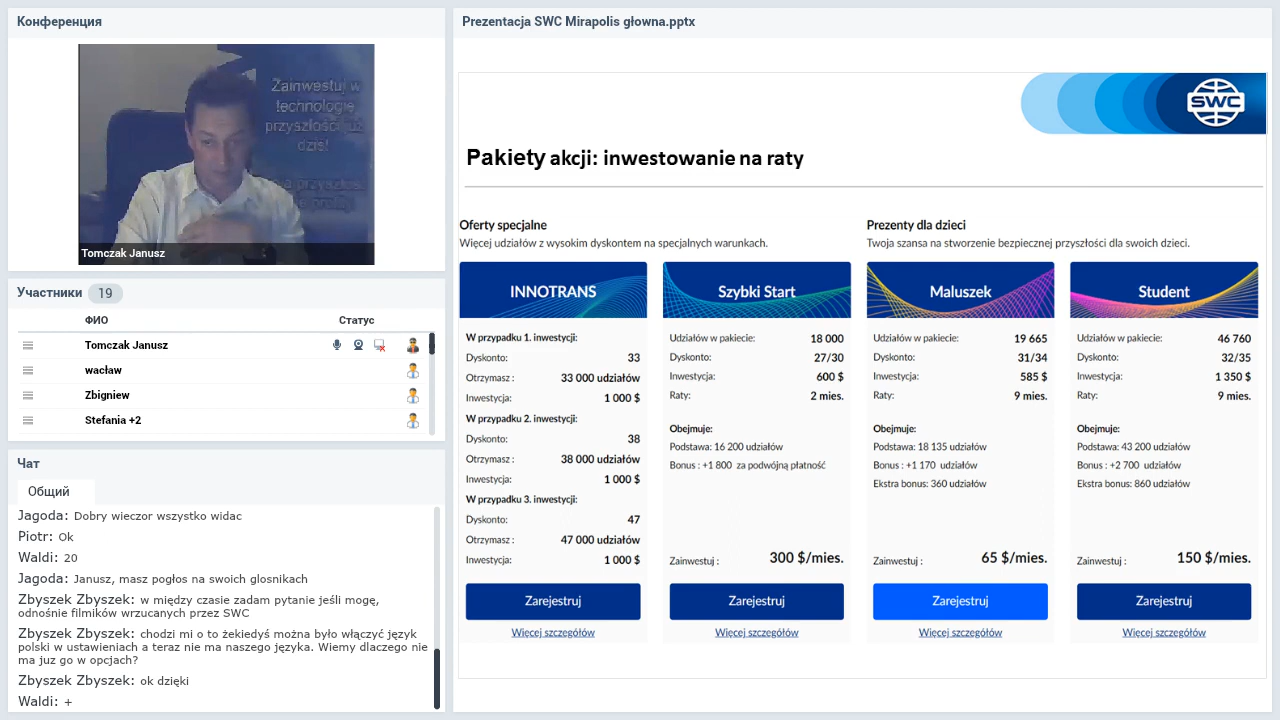 Конференция
Zainwestuj w
technologię
przyszłości już
dziś!
Tomczak Janusz
Участники 19
ФИО Статус
Tomczak Janusz
wacław
Zbigniew
Stefania +2
Чат
Общий
Jagoda: Dobry wieczor wszystko widac
Piotr: Ok
Waldi: 20
Jagoda: Janusz, masz pogłos na swoich glosnikach
Zbyszek Zbyszek: w między czasie zadam pytanie jeśli mogę,
odnośnie filmików wrzucanych przez SWC
Zbyszek Zbyszek: chodzi mi o to żekiedyś można było włączyć język
polski w ustawieniach a teraz nie ma naszego języka. Wiemy dlaczego nie
ma juz go w opcjach?
Zbyszek Zbyszek: ok dzięki
Waldi: +
Prezentacja SWC Mirapolis głowna.pptx
SWC
Pakiety akcji: inwestowanie na raty
Oferty specjalne
Więcej udziałów z wysokim dyskontem na specjalnych warunkach.
Prezenty dla dzieci
Twoja szansa na stworzenie bezpiecznej przyszłości dla swoich dzieci.
INNOTRANS
W przypadku 1. inwestycji:
Dyskonto: 33
Otrzymasz : 33 000 udziałów
Inwestycja: 1 000 $
W przypadku 2. inwestycji:
Dyskonto: 38
Otrzymasz : 38 000 udziałów
Inwestycja: 1 000 $
W przypadku 3. inwestycji:
Dyskonto: 47
Otrzymasz : 47 000 udziałów
Inwestycja: 1 000 $
Zarejestruj
Więcej szczegółów
Szybki Start
Udziałów w pakiecie: 18 000
Dyskonto: 27/30
Inwestycja: 600 $
Raty: 2 mies.
Obejmuje:
Podstawa: 16 200 udziałów
Bonus : +1 800 za podwójną płatność
Zainwestuj : 300 $/mies.
Zarejestruj
Więcej szczegółów
Maluszek
Udziałów w pakiecie: 19 665
Dyskonto: 31/34
Inwestycja: 585 $
Raty: 9 mies.
Obejmuje:
Podstawa: 18 135 udziałów
Bonus : +1 170 udziałów
Ekstra bonus: 360 udziałów
Zainwestuj : 65 $/mies.
Zarejestruj
Więcej szczegółów
Student
Udziałów w pakiecie: 46 760
Dyskonto: 32/35
Inwestycja: 1 350 $
Raty: 9 mies.
Obejmuje:
Podstawa: 43 200 udziałów
Bonus : +2 700 udziałów
Ekstra bonus: 860 udziałów
Zainwestuj : 150 $/mies.
Zarejestruj
Więcej szczegółów